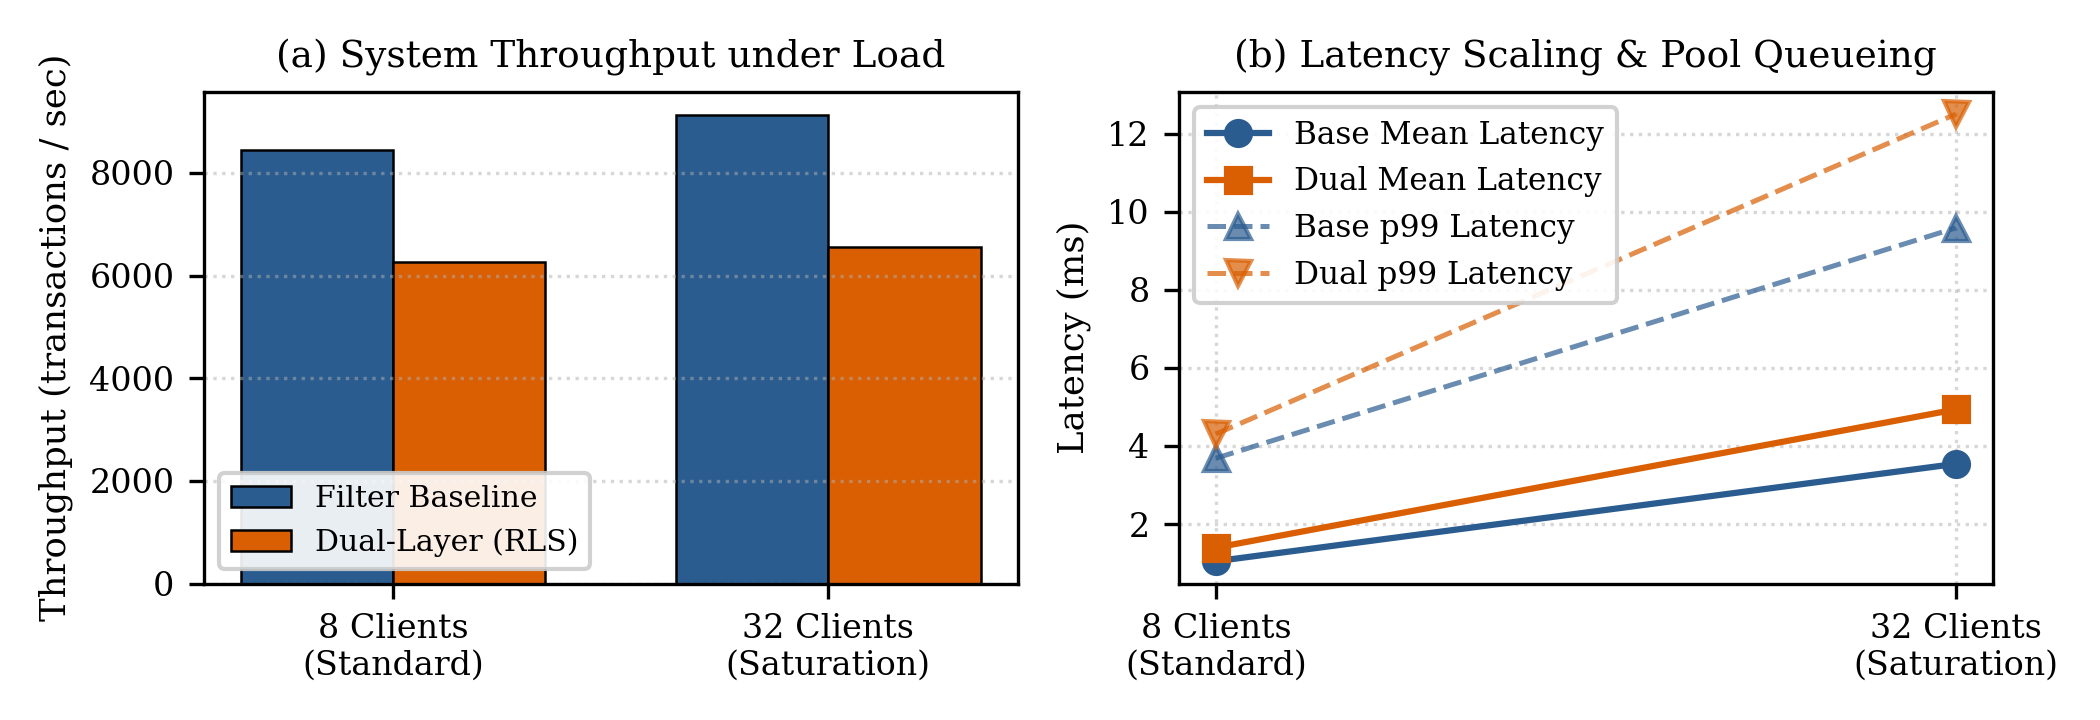 (a) System Throughput under Load
Throughput (transactions / sec)
8000
6000
4000
2000
0
Filter Baseline
Dual-Layer (RLS)
8 Clients
(Standard)
32 Clients
(Saturation)
(b) Latency Scaling & Pool Queueing
Latency (ms)
12
10
8
6
4
2
Base Mean Latency
Dual Mean Latency
Base p99 Latency
Dual p99 Latency
8 Clients
(Standard)
32 Clients
(Saturation)